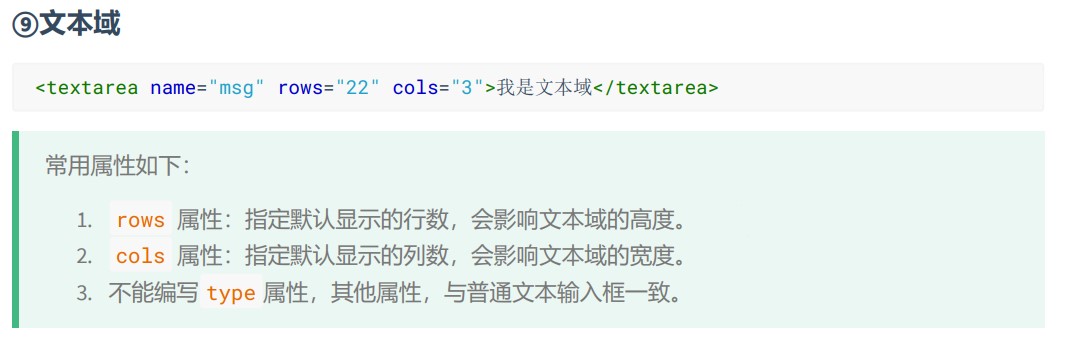 ⑨文本域
<textarea name="msg" rows="22" cols="3">我是文本域</textarea>
常用属性如下：
1. rows 属性：指定默认显示的行数，会影响文本域的高度。
2. cols 属性：指定默认显示的列数，会影响文本域的宽度。
3. 不能编写 type 属性，其他属性，与普通文本输入框一致。